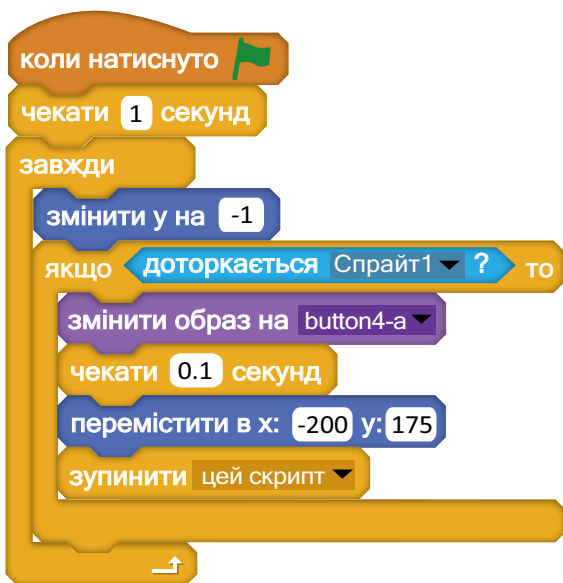 коли натиснуто
чекати 1 секунд
завжди
змінити y на -1
якщо доторкається Спрайт1 ? то
змінити образ на button4-a
чекати 0.1 секунд
перемістити в x: -200 y: 175
зупинити цей скрипт